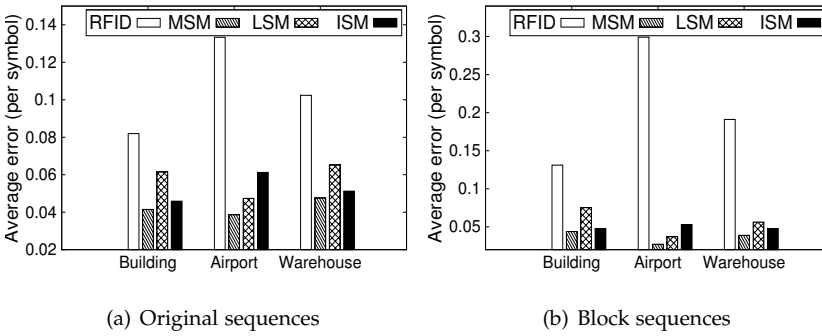 Average error (per symbol)
0.14
0.12
0.1
0.08
0.06
0.04
0.02
RFID MSM LSM ISM
Building Airport Warehouse
(a) Original sequences
Average error (per symbol)
0.3
0.25
0.2
0.15
0.1
0.05
RFID MSM LSM ISM
Building Airport Warehouse
(b) Block sequences